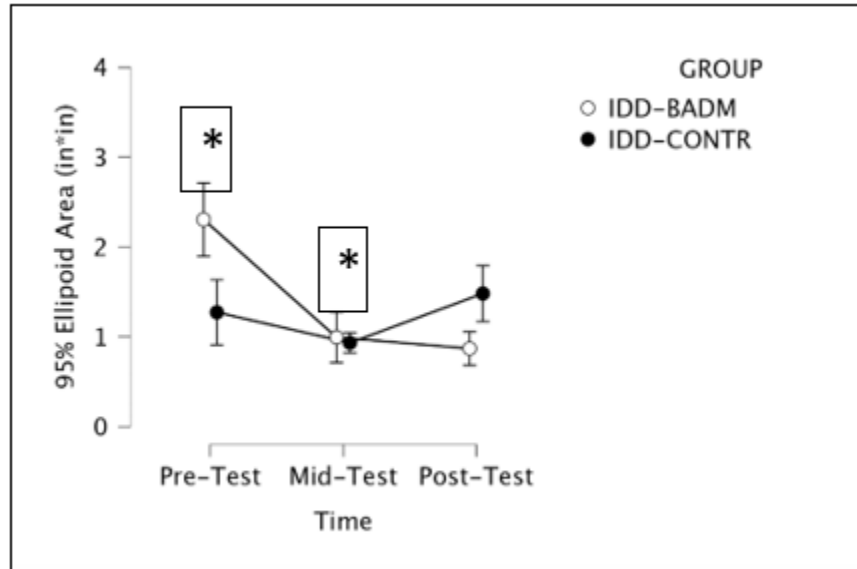 GROUP
IDD-BADM
IDD-CONTR
95% Ellipoid Area (in*in)
4
3
2
1
0
*
*
Pre-Test Mid-Test Post-Test
Time